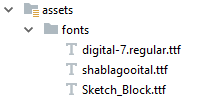 assets
fonts
digital-7.regular.ttf
shablagooital.ttf
Sketch_Block.ttf